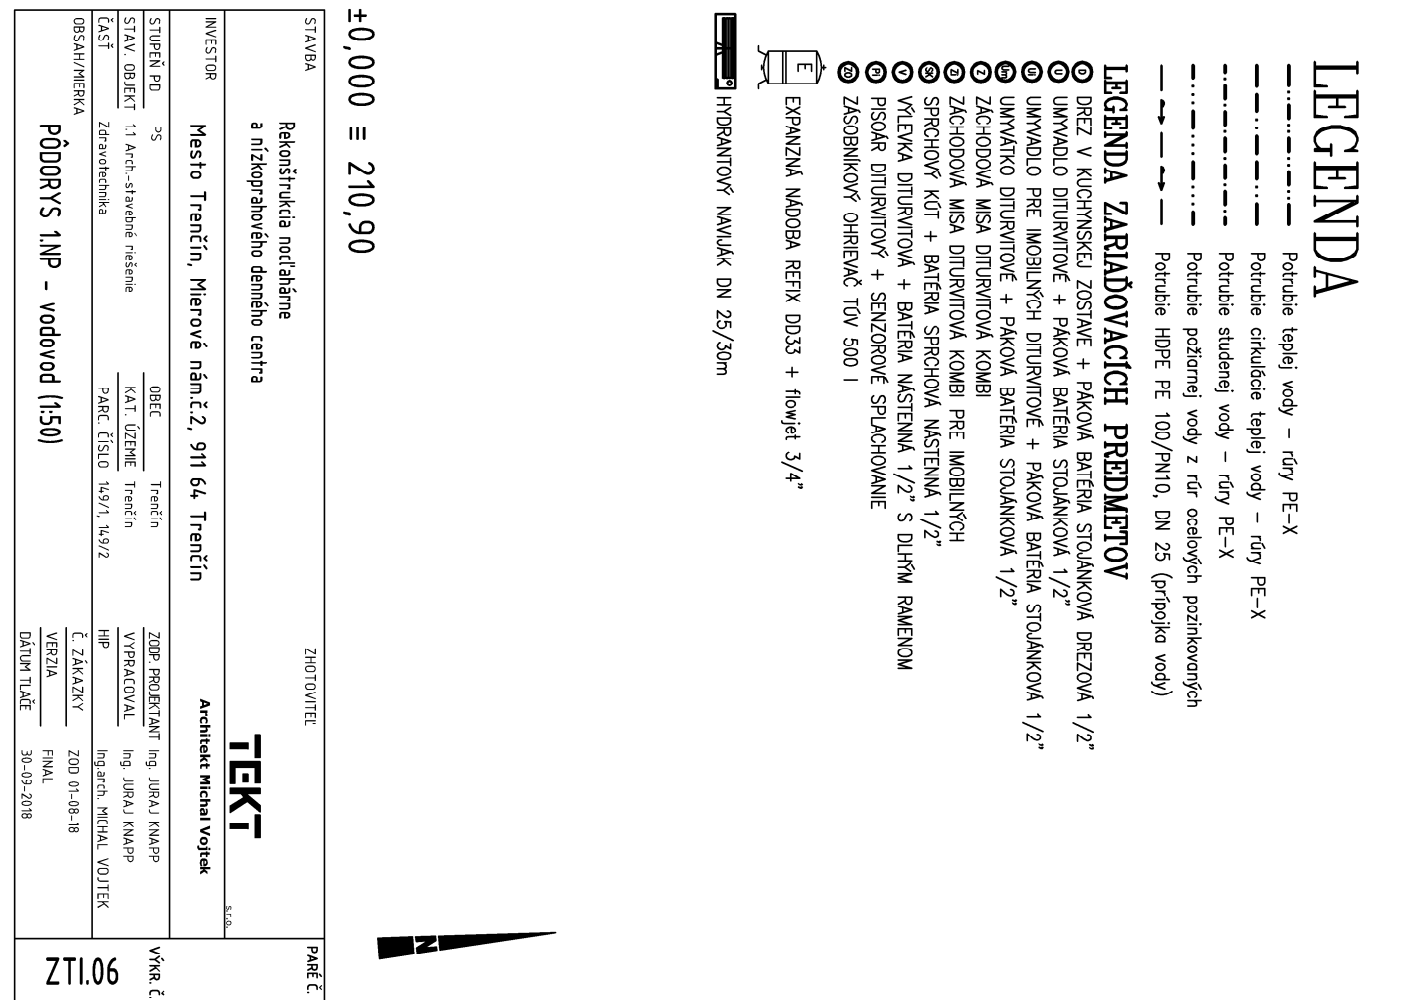 LEGENDA
Potrubie teplej vody – rúry PE–X
Potrubie cirkulácie teplej vody – rúry PE–X
Potrubie studenej vody – rúry PE–X
Potrubie požiarnej vody z rúr ocelových pozinkovaných
Potrubie HDPE PE 100/PN10, DN 25 (prípojka vody)
LEGENDA ZARIAĎOVACÍCH PREDMETOV
D DREZ V KUCHYNSKEJ ZOSTAVE + PÁKOVÁ BATÉRIA STOJÁNKOVÁ DREZOVÁ 1/2"
U UMYVADLO DITURVITOVÉ + PÁKOVÁ BATÉRIA STOJÁNKOVÁ 1/2"
Ui UMYVADLO PRE IMOBILNÝCH DITURVITOVÉ + PÁKOVÁ BATÉRIA STOJÁNKOVÁ 1/2"
Um UMYVÁTKO DITURVITOVÉ + PÁKOVÁ BATÉRIA STOJÁNKOVÁ 1/2"
Z ZÁCHODOVÁ MISA DITURVITOVÁ KOMBI
Zi ZÁCHODOVÁ MISA DITURVITOVÁ KOMBI PRE IMOBILNÝCH
SK SPRCHOVÝ KÚT + BATÉRIA SPRCHOVÁ NÁSTENNÁ 1/2"
V VÝLEVKA DITURVITOVÁ + BATÉRIA NÁSTENNÁ 1/2" S DLHÝM RAMENOM
Pi PISOÁR DITURVITOVÝ + SENZOROVÉ SPLACHOVANIE
ZO ZÁSOBNÍKOVÝ OHRIEVAČ TÚV 500 l
E EXPANZNÁ NÁDOBA REFIX DD33 + flowjet 3/4"
HYDRANTOVÝ NAVIJÁK DN 25/30m
±0,000 ≡ 210,90
N
STAVBA
Rekonštrukcia nocľahárne
a nízkoprahového denného centra
ZHOTOVITEĽ
TEKT
s.r.o.
PARÉ Č.
INVESTOR
Mesto Trenčín, Mierové nám.č.2, 911 64 Trenčín
Architekt Michal Vojtek
STUPEŇ PD PS OBEC Trenčín ZODP. PROJEKTANT Ing. JURAJ KNAPP
STAV. OBJEKT 1.1 Arch.-stavebné riešenie KAT. ÚZEMIE Trenčín VYPRACOVAL Ing. JURAJ KNAPP
ČASŤ Zdravotechnika PARC. ČÍSLO 149/1, 149/2 HIP Ing.arch. MICHAL VOJTEK
VÝKR. Č.
OBSAH/MIERKA
PÔDORYS 1.NP - vodovod (1:50)
Č. ZÁKAZKY ZOD 01-08-18
VERZIA FINAL
DÁTUM TLAČE 30-09-2018
ZTI.06